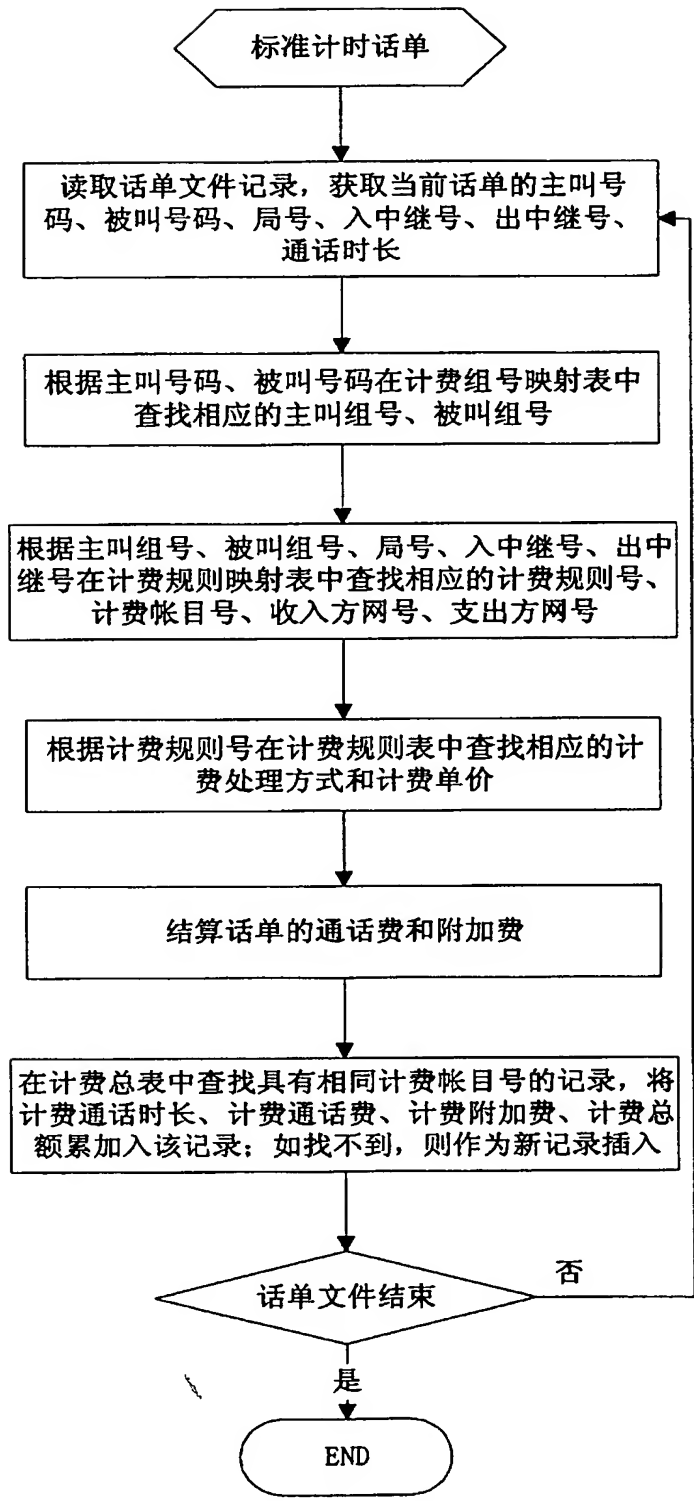 标准计时话单
读取话单文件记录，获取当前话单的主叫号
码、被叫号码、局号、入中继号、出中继号、
通话时长
根据主叫号码、被叫号码在计费组号映射表中
查找相应的主叫组号、被叫组号
根据主叫组号、被叫组号、局号、入中继号、出中
继号在计费规则映射表中查找相应的计费规则号、
计费帐目号、收入方网号、支出方网号
根据计费规则号在计费规则表中查找相应的计
费处理方式和计费单价
结算话单的通话费和附加费
在计费总表中查找具有相同计费帐目号的记录，将
计费通话时长、计费通话费、计费附加费、计费总
额累加入该记录；如找不到，则作为新记录插入
话单文件结束
否
是
END